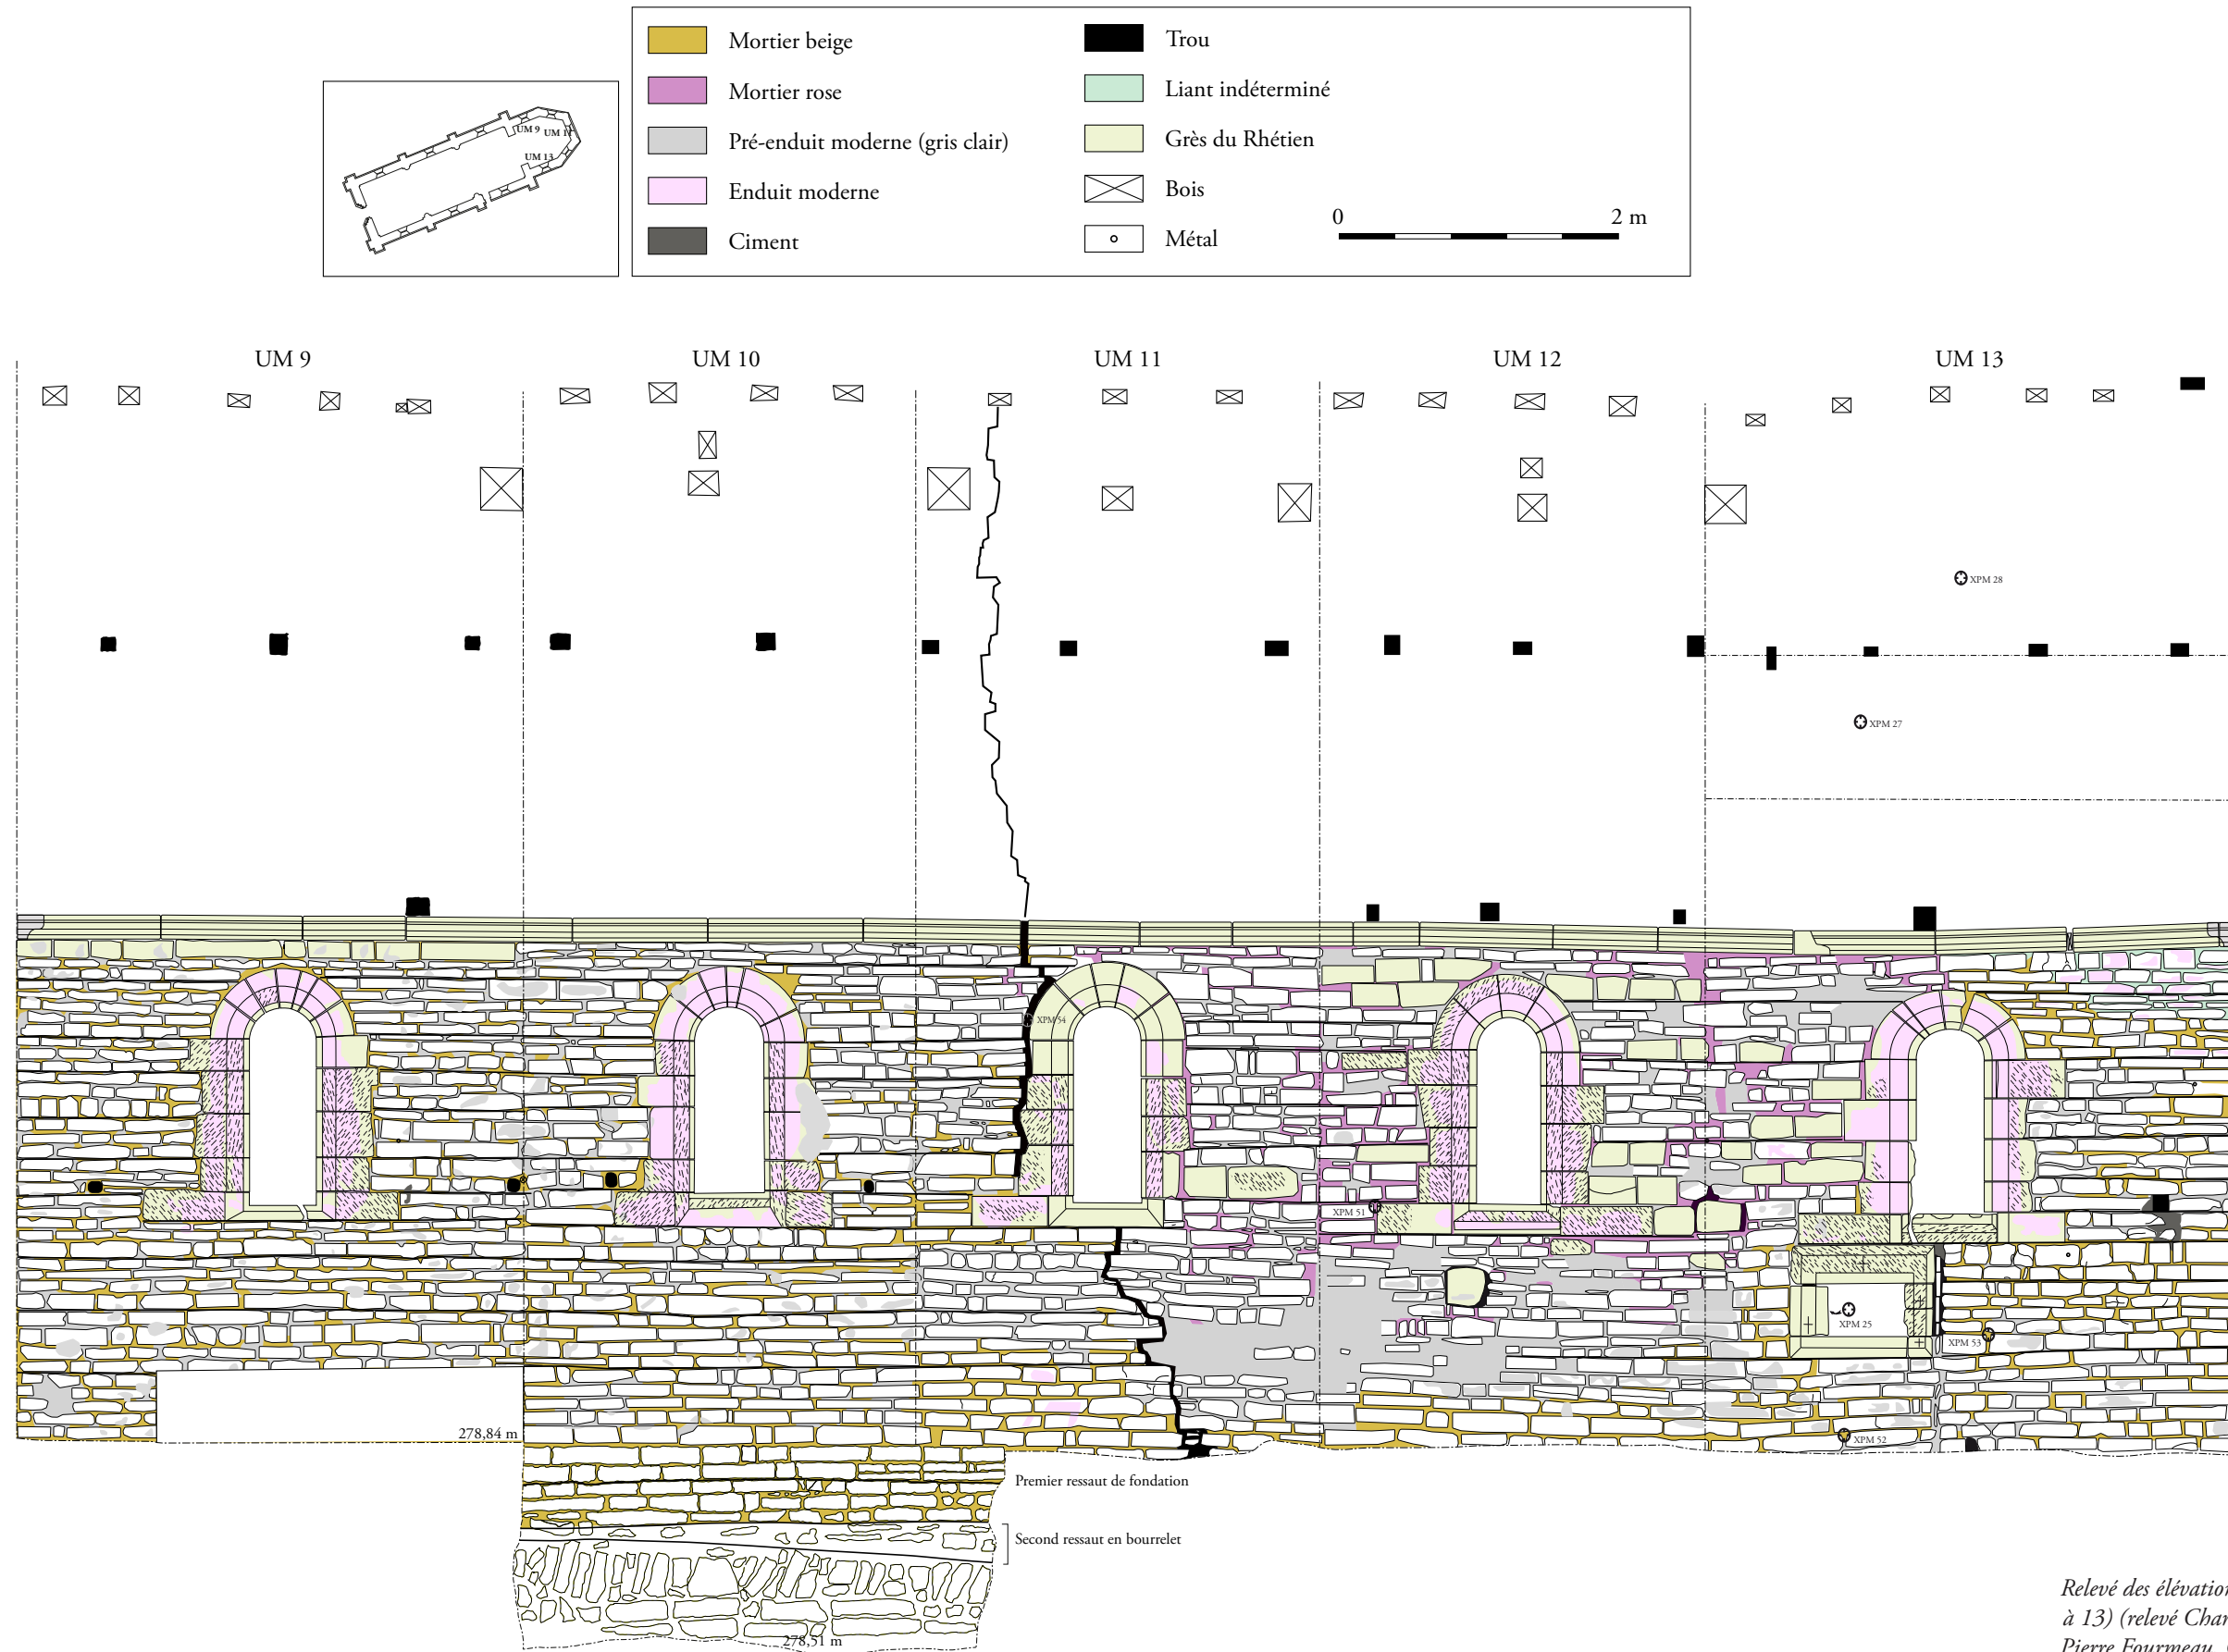 Mortier beige
Mortier rose
Pré-enduit moderne (gris clair)
Enduit moderne
Ciment
Trou
Liant indéterminé
Grès du Rhétien
Bois
Métal
0 2 m
UM 9 UM 11
UM 13
UM 9 UM 10 UM 11 UM 12 UM 13
XPM 28
XPM 27
XPM 54
XPM 51
XPM 25
XPM 53
278,84 m
XPM 52
Premier ressaut de fondation
Second ressaut en bourrelet
278,51 m
Relevé des élévation
à 13) (relevé Char
Pierre Fourmeau,